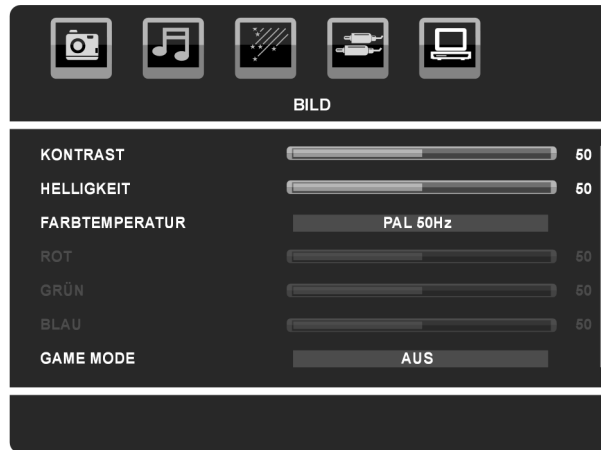 BILD
KONTRAST 50
HELLIGKEIT 50
FARBTEMPERATUR PAL 50Hz
ROT 50
GRÜN 50
BLAU 50
GAME MODE AUS